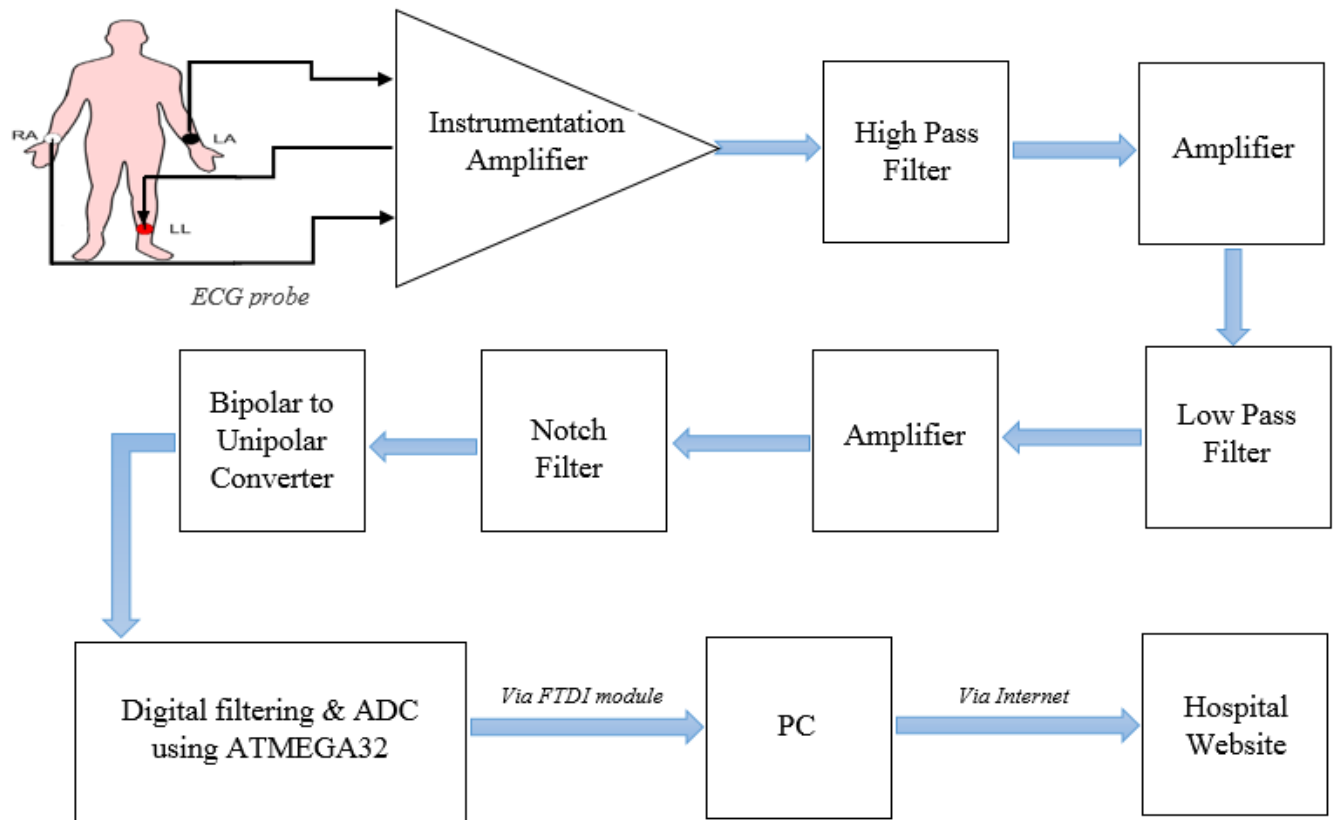 RA
LA
LL
ECG probe
Instrumentation
Amplifier
High Pass
Filter
Amplifier
Low Pass
Filter
Amplifier
Notch
Filter
Bipolar to
Unipolar
Converter
Digital filtering & ADC
using ATMEGA32
Via FTDI module
PC
Via Internet
Hospital
Website